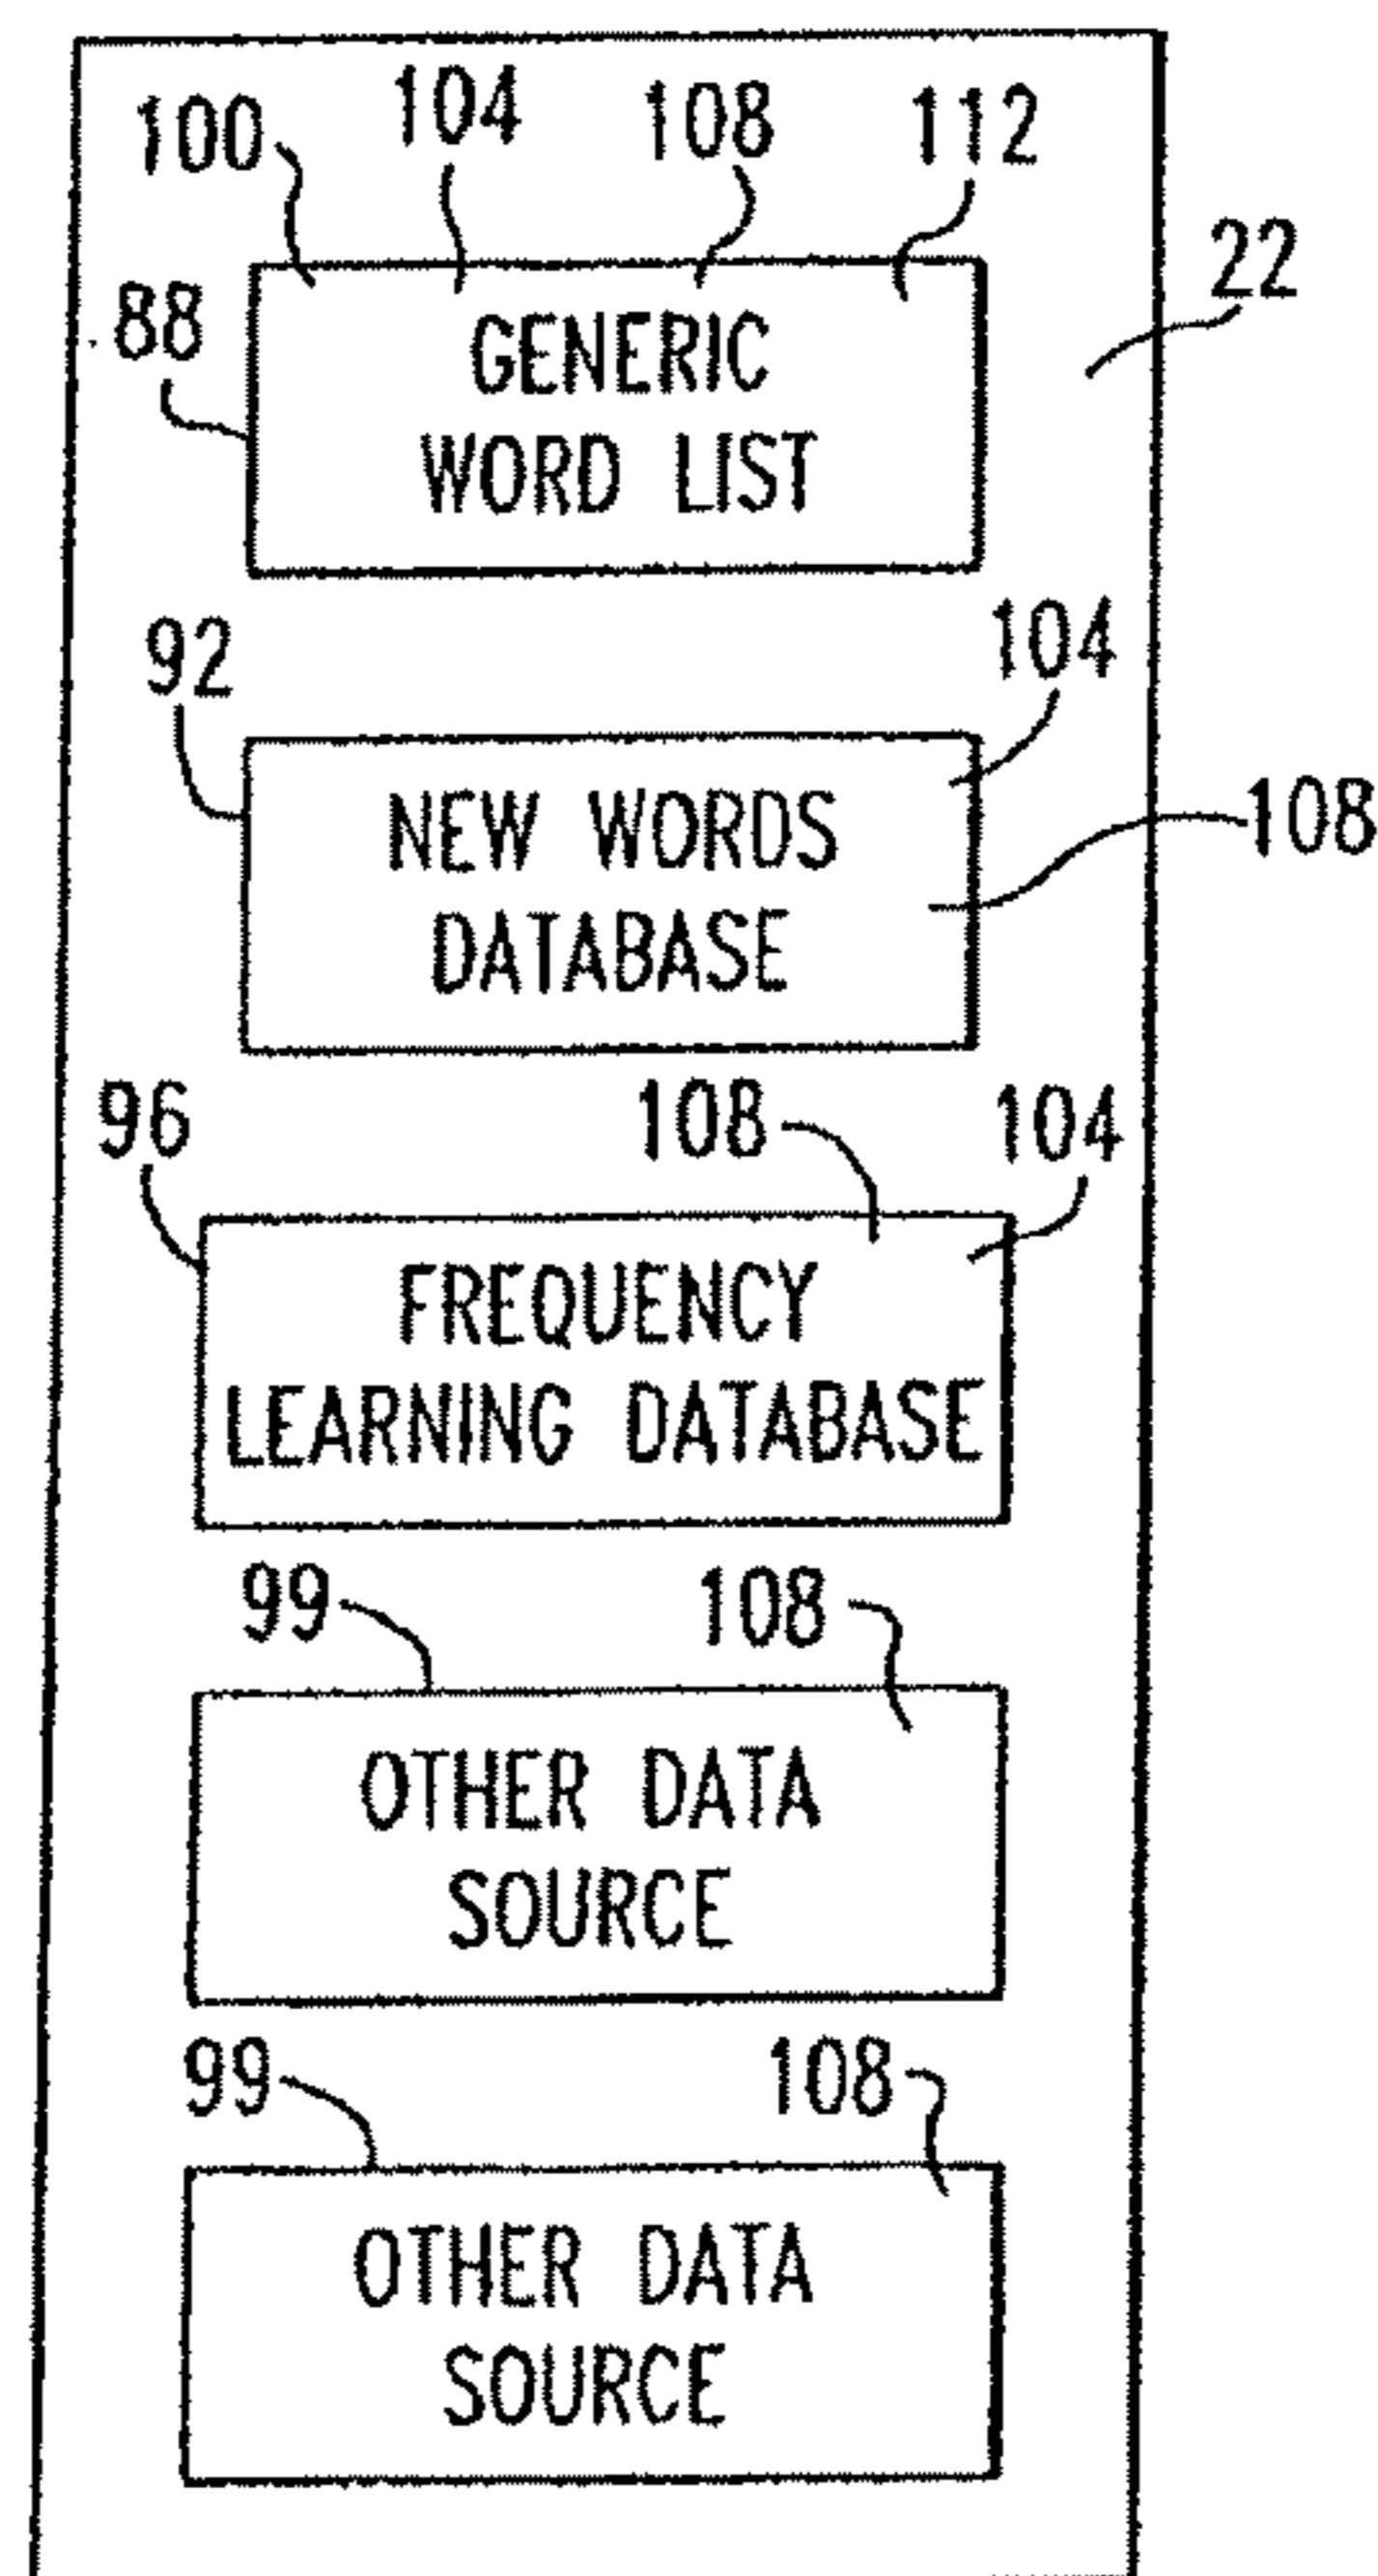 100 104 108 112
22
88
GENERIC
WORD LIST
92 104
NEW WORDS
108
DATABASE
96 108 104
FREQUENCY
LEARNING DATABASE
99 108
OTHER DATA
SOURCE
99 108
OTHER DATA
SOURCE